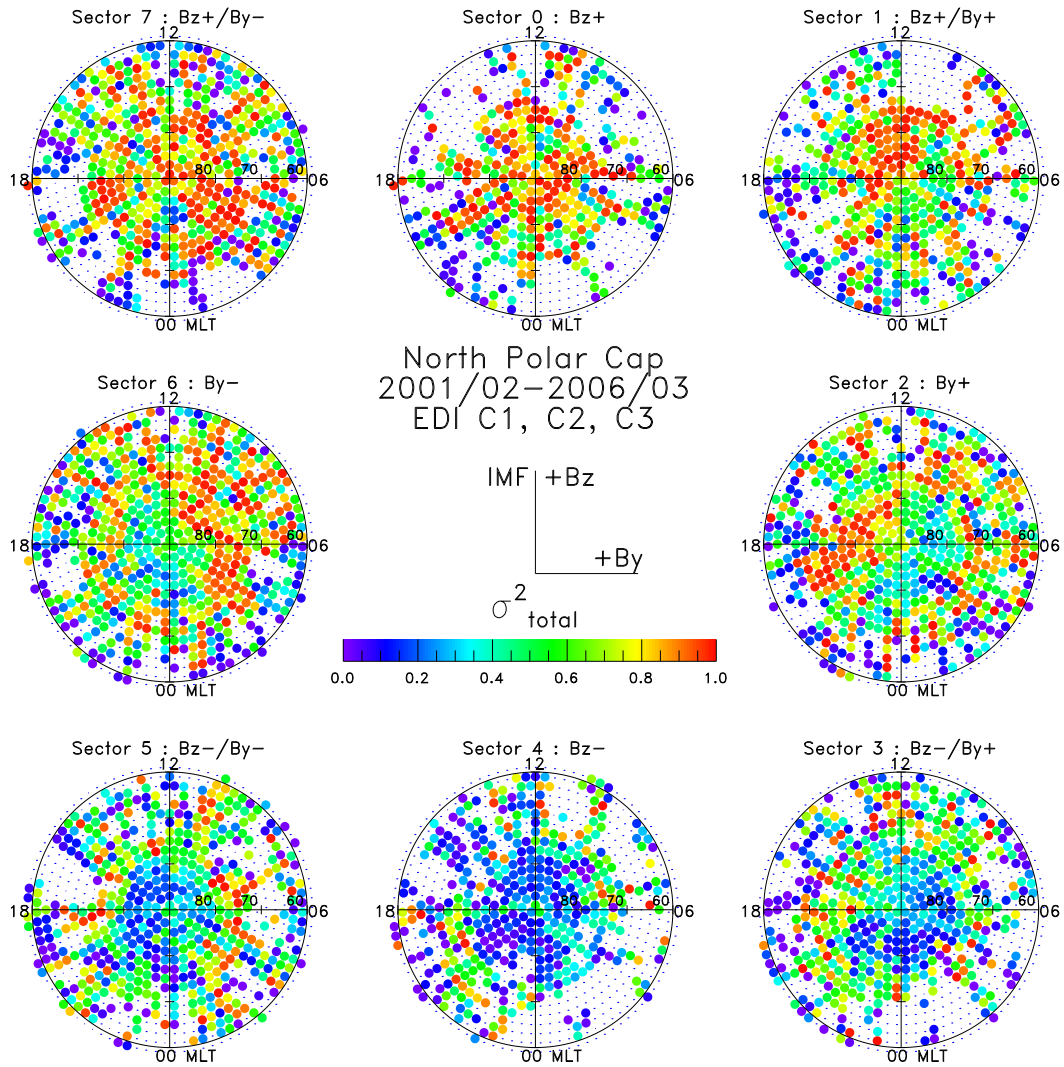 Sector 7 : Bz+/By-
12
80
60
18
06
00 MLT
Sector 0 : Bz+
12
80
70
60
18
06
00 MLT
Sector 1 : Bz+/By+
12
80
70
60
18
06
00 MLT
North Polar Cap
2001/02-2006/03
EDI C1, C2, C3
Sector 6 : By-
12
80
70
60
18
06
00 MLT
IMF +Bz
+By
σ² total
0.0 0.2 0.4 0.6 0.8 1.0
Sector 2 : By+
12
80
70
60
18
06
00 MLT
Sector 5 : Bz-/By-
12
80
70
60
18
06
00 MLT
Sector 4 : Bz-
12
80
70
60
18
06
00 MLT
Sector 3 : Bz-/By+
12
80
70
60
18
06
00 MLT